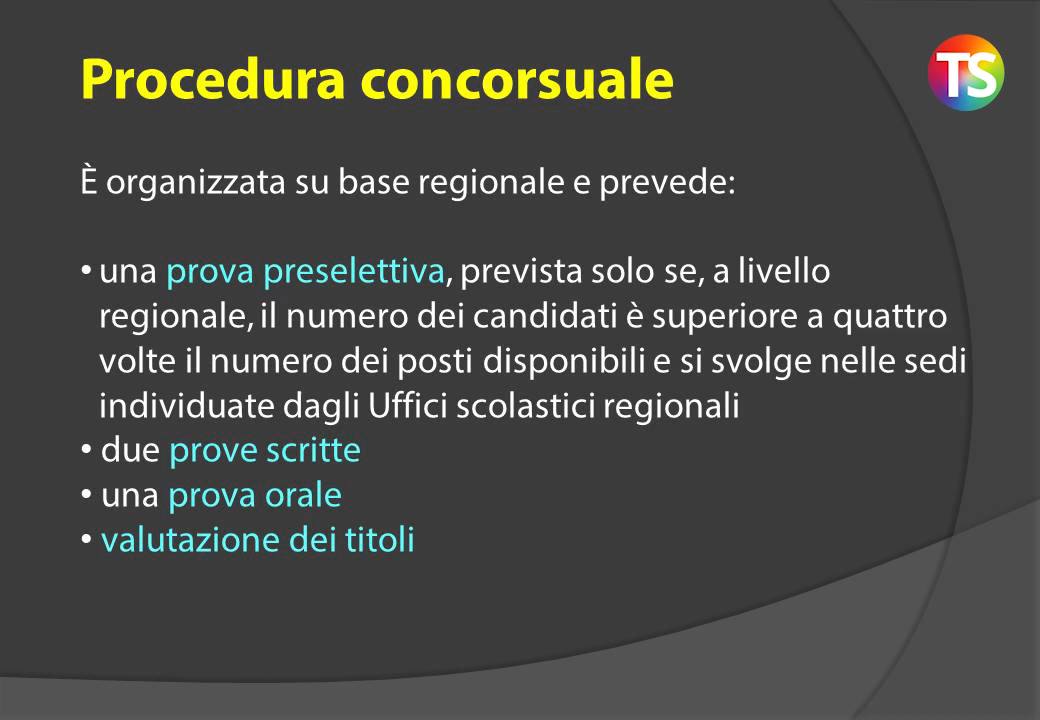 Procedura concorsuale
TS
È organizzata su base regionale e prevede:
• una prova preselettiva, prevista solo se, a livello
regionale, il numero dei candidati è superiore a quattro
volte il numero dei posti disponibili e si svolge nelle sedi
individuate dagli Uffici scolastici regionali
• due prove scritte
• una prova orale
• valutazione dei titoli